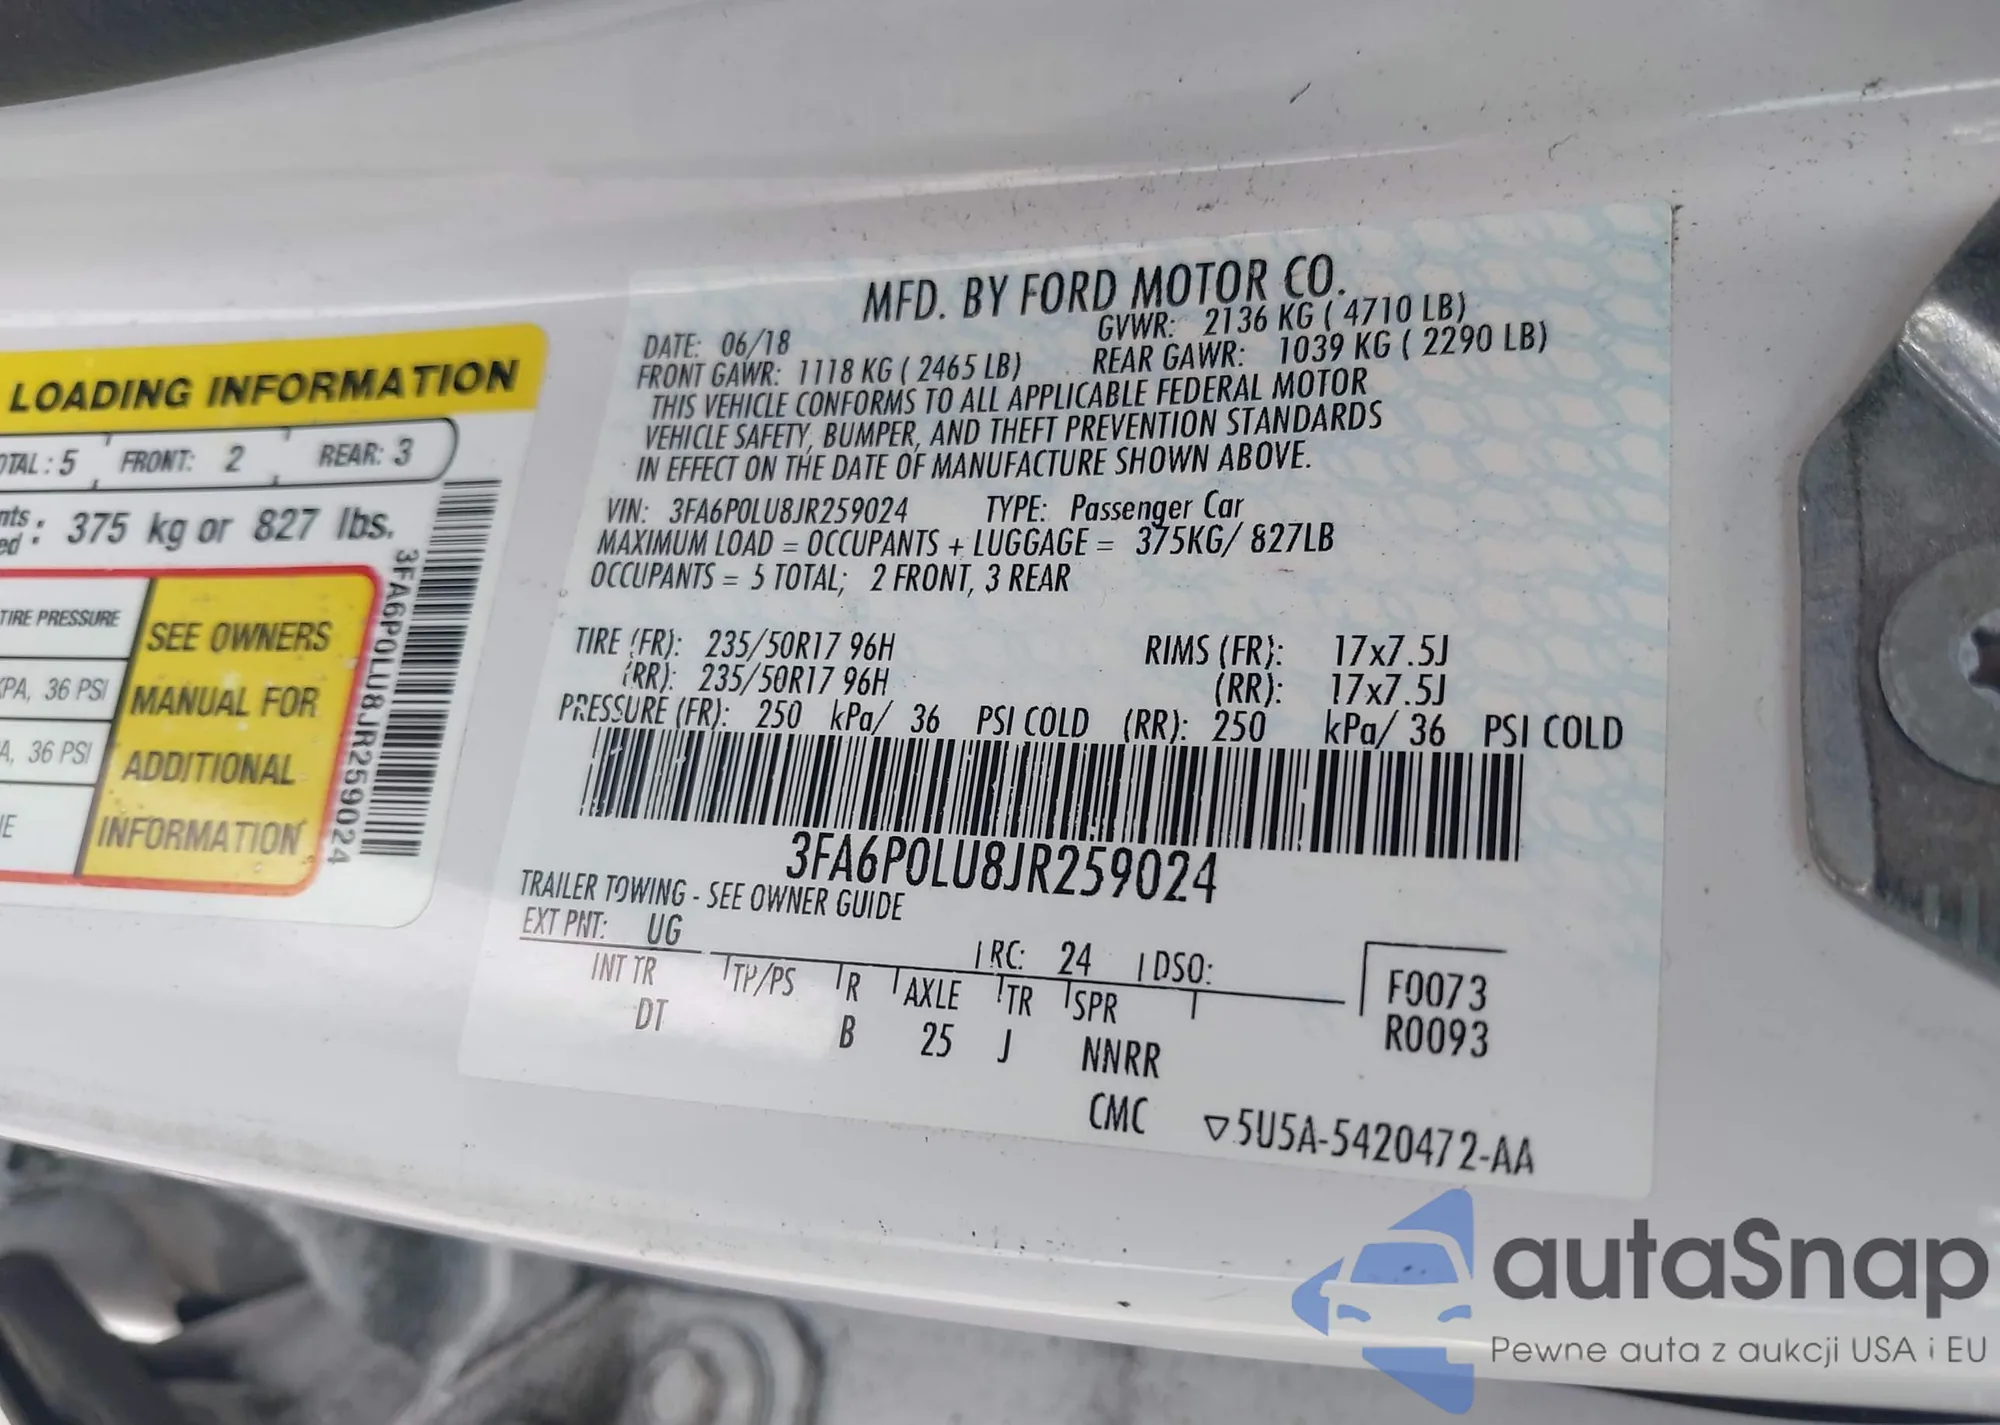 LOADING INFORMATION
OTAL : 5 FRONT: 2 REAR: 3
nts
ed : 375 kg or 827 lbs.
TIRE PRESSURE
KPA, 36 PSI
A, 36 PSI
SEE OWNERS
MANUAL FOR
ADDITIONAL
INFORMATION
3FA6P0LU8JR259024
MFD. BY FORD MOTOR CO.
DATE: 06/18 GVWR: 2136 KG ( 4710 LB)
FRONT GAWR: 1118 KG ( 2465 LB) REAR GAWR: 1039 KG ( 2290 LB)
THIS VEHICLE CONFORMS TO ALL APPLICABLE FEDERAL MOTOR
VEHICLE SAFETY, BUMPER, AND THEFT PREVENTION STANDARDS
IN EFFECT ON THE DATE OF MANUFACTURE SHOWN ABOVE.
VIN: 3FA6P0LU8JR259024 TYPE: Passenger Car
MAXIMUM LOAD = OCCUPANTS + LUGGAGE = 375KG/ 827LB
OCCUPANTS = 5 TOTAL; 2 FRONT, 3 REAR
TIRE (FR): 235/50R17 96H RIMS (FR): 17x7.5J
(RR): 235/50R17 96H (RR): 17x7.5J
PRESSURE (FR): 250 kPa/ 36 PSI COLD (RR): 250 kPa/ 36 PSI COLD
3FA6P0LU8JR259024
TRAILER TOWING - SEE OWNER GUIDE
EXT PNT: UG RC: 24 DSO:
INT TR TP/PS R AXLE TR SPR
DT B 25 J NNRR
F0073
R0093
CMC ▽5U5A-5420472-AA
autaSnap
Pewne auta z aukcji USA i EU